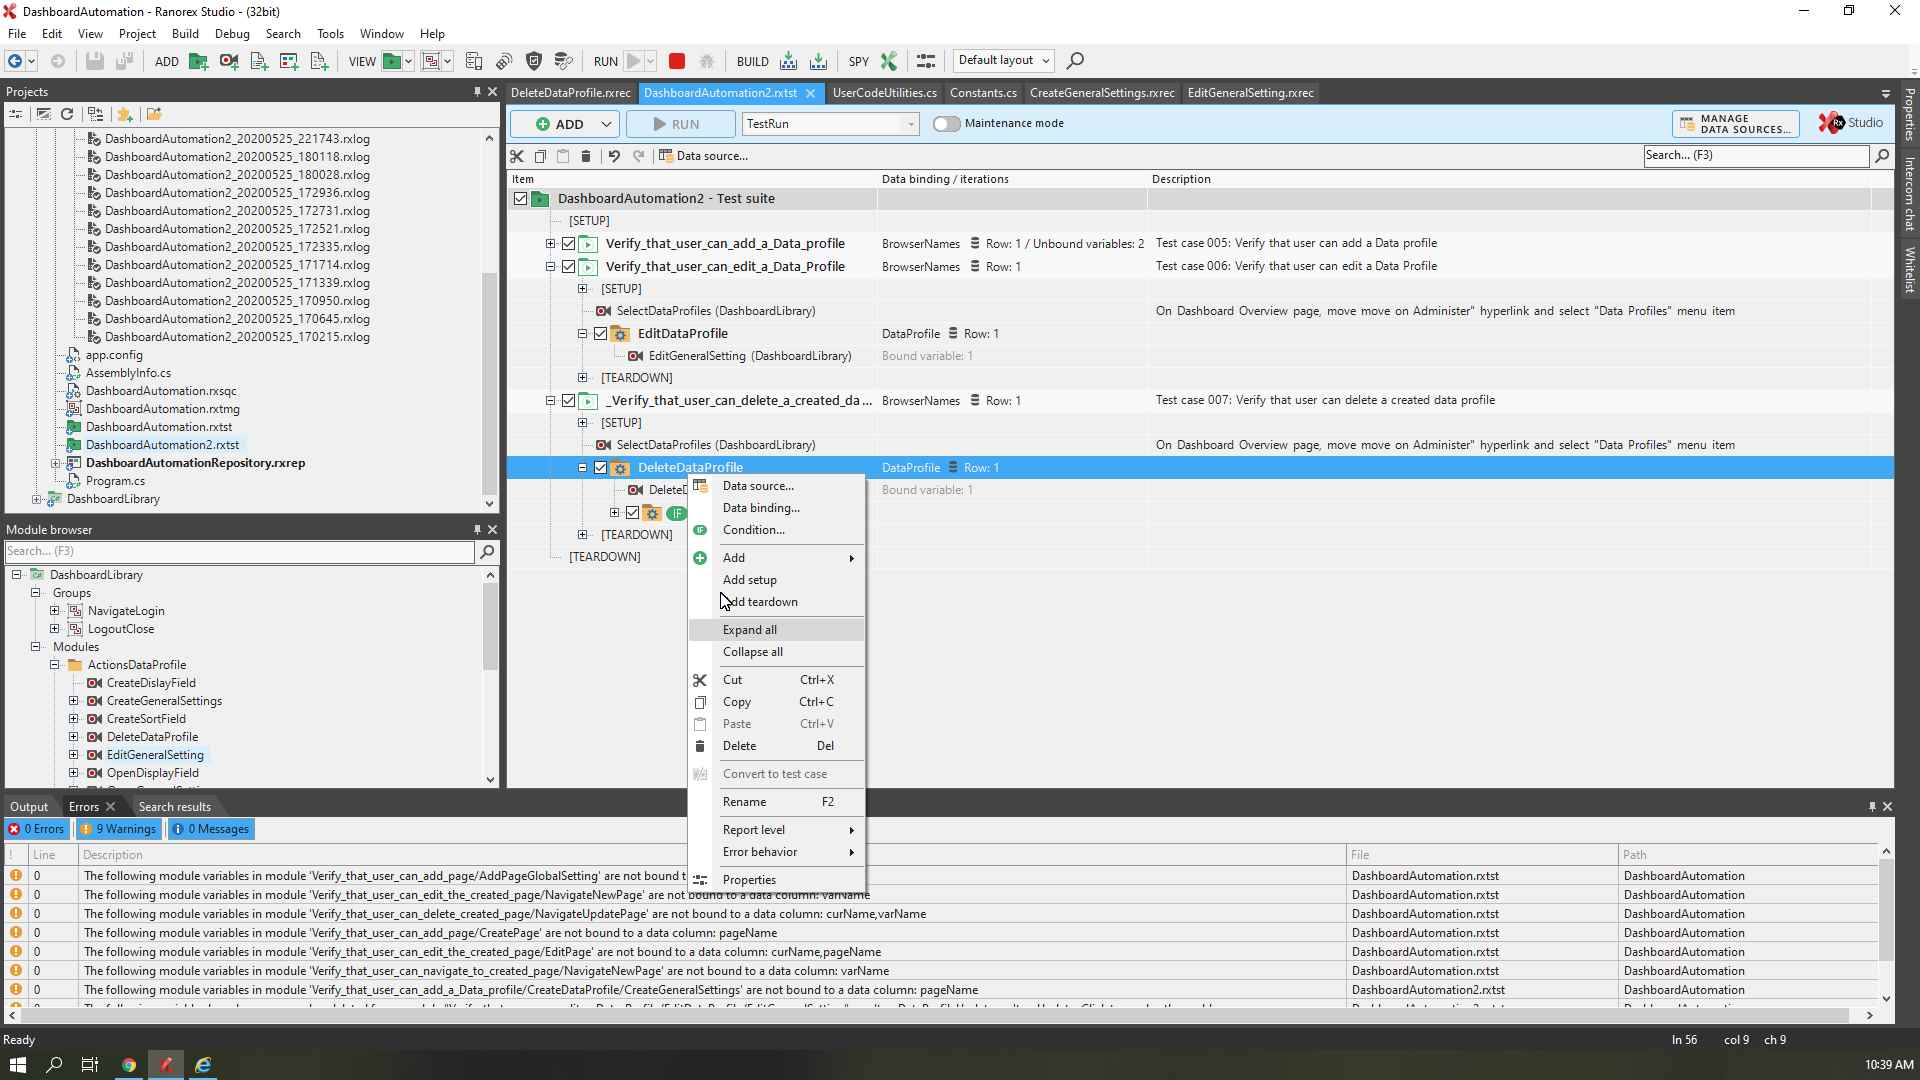 DashboardAutomation - Ranorex Studio - (32bit)
File Edit View Project Build Debug Search Tools Window Help
ADD VIEW RUN BUILD SPY Default layout
Projects
DashboardAutomation2_20200525_221743.rxlog
DashboardAutomation2_20200525_180118.rxlog
DashboardAutomation2_20200525_180028.rxlog
DashboardAutomation2_20200525_172936.rxlog
DashboardAutomation2_20200525_172731.rxlog
DashboardAutomation2_20200525_172521.rxlog
DashboardAutomation2_20200525_172335.rxlog
DashboardAutomation2_20200525_171714.rxlog
DashboardAutomation2_20200525_171339.rxlog
DashboardAutomation2_20200525_170950.rxlog
DashboardAutomation2_20200525_170645.rxlog
DashboardAutomation2_20200525_170215.rxlog
app.config
AssemblyInfo.cs
DashboardAutomation.rxsqc
DashboardAutomation.rxtmg
DashboardAutomation.rxtst
DashboardAutomation2.rxtst
DashboardAutomationRepository.rxrep
Program.cs
DashboardLibrary
Module browser
Search... (F3)
DashboardLibrary
Groups
NavigateLogin
LogoutClose
Modules
ActionsDataProfile
CreateDislayField
CreateGeneralSettings
CreateSortField
DeleteDataProfile
EditGeneralSetting
OpenDisplayField
DeleteDataProfile.rxrec DashboardAutomation2.rxtst UserCodeUtilities.cs Constants.cs CreateGeneralSettings.rxrec EditGeneralSetting.rxrec
ADD RUN TestRun Maintenance mode MANAGE DATA SOURCES... Rx Studio
Data source... Search... (F3)
Item Data binding / iterations Description
DashboardAutomation2 - Test suite
[SETUP]
Verify_that_user_can_add_a_Data_profile BrowserNames Row: 1 / Unbound variables: 2 Test case 005: Verify that user can add a Data profile
Verify_that_user_can_edit_a_Data_Profile BrowserNames Row: 1 Test case 006: Verify that user can edit a Data Profile
[SETUP]
SelectDataProfiles (DashboardLibrary) On Dashboard Overview page, move move on Administer" hyperlink and select "Data Profiles" menu item
EditDataProfile DataProfile Row: 1
EditGeneralSetting (DashboardLibrary) Bound variable: 1
[TEARDOWN]
_Verify_that_user_can_delete_a_created_da... BrowserNames Row: 1 Test case 007: Verify that user can delete a created data profile
[SETUP]
SelectDataProfiles (DashboardLibrary) On Dashboard Overview page, move move on Administer" hyperlink and select "Data Profiles" menu item
DeleteDataProfile DataProfile Row: 1
Bound variable: 1
IF
[TEARDOWN]
[TEARDOWN]
Data source...
Data binding...
IF Condition...
Add
Add setup
teardown
Expand all
Collapse all
Cut Ctrl+X
Copy Ctrl+C
Paste Ctrl+V
Delete Del
Convert to test case
Rename F2
Report level
Error behavior
Properties
Properties
Intercom chat
Whitelist
Output Errors Search results
0 Errors 9 Warnings 0 Messages
! Line Description File Path
0 The following module variables in module 'Verify_that_user_can_add_page/AddPageGlobalSetting' are not bound t DashboardAutomation.rxtst DashboardAutomation
0 The following module variables in module 'Verify_that_user_can_edit_the_created_page/NavigateNewPage' are not bound to a data column: varName DashboardAutomation.rxtst DashboardAutomation
0 The following module variables in module 'Verify_that_user_can_delete_created_page/NavigateUpdatePage' are not bound to a data column: curName,varName DashboardAutomation.rxtst DashboardAutomation
0 The following module variables in module 'Verify_that_user_can_add_page/CreatePage' are not bound to a data column: pageName DashboardAutomation.rxtst DashboardAutomation
0 The following module variables in module 'Verify_that_user_can_edit_the_created_page/EditPage' are not bound to a data column: curName,pageName DashboardAutomation.rxtst DashboardAutomation
0 The following module variables in module 'Verify_that_user_can_navigate_to_created_page/NavigateNewPage' are not bound to a data column: varName DashboardAutomation.rxtst DashboardAutomation
0 The following module variables in module 'Verify_that_user_can_add_a_Data_profile/CreateDataProfile/CreateGeneralSettings' are not bound to a data column: pageName DashboardAutomation2.rxtst DashboardAutomation
Ready ln 56 col 9 ch 9
10:39 AM